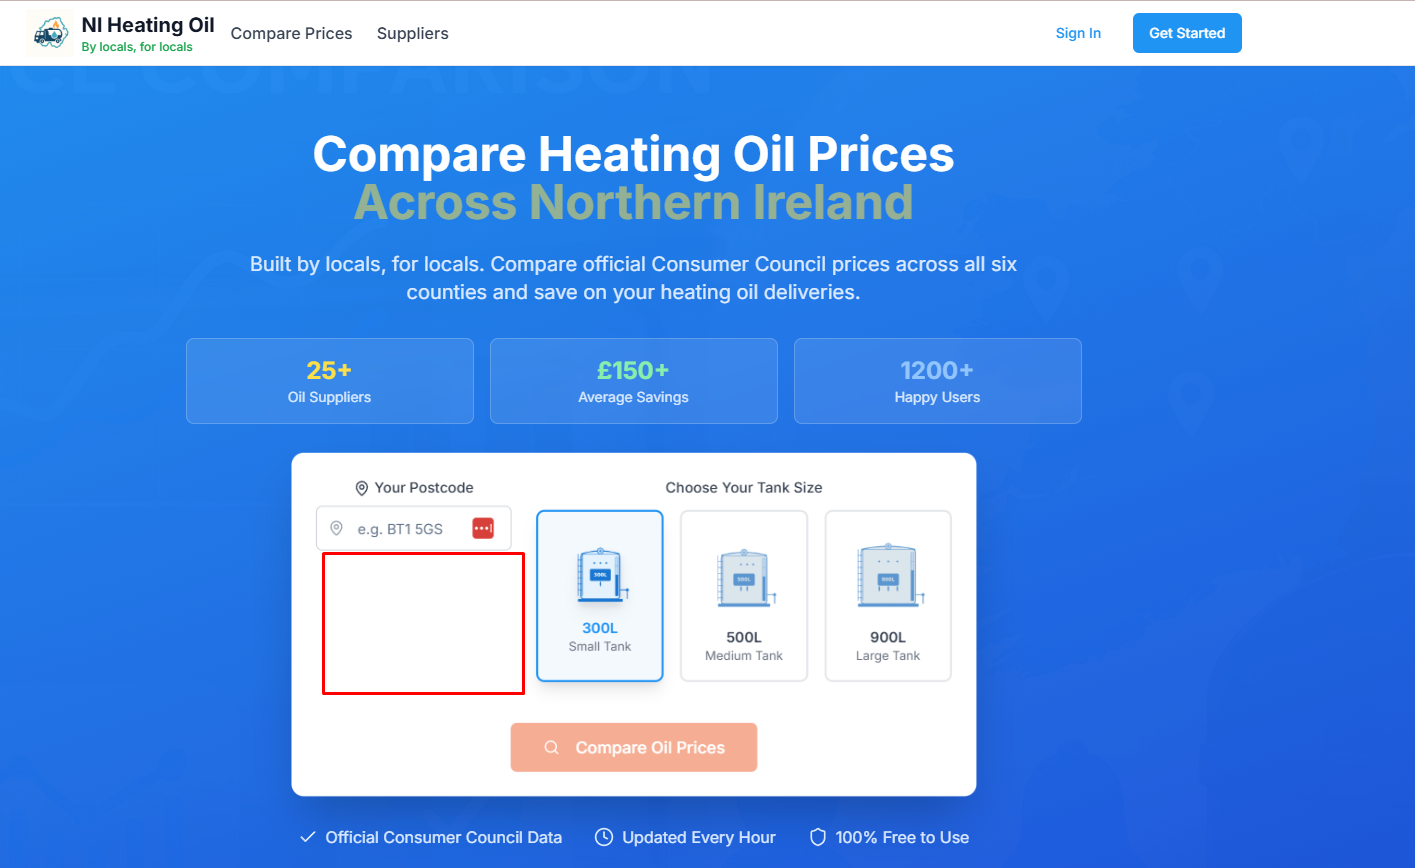 NI Heating Oil
By locals, for locals
Compare Prices
Suppliers
Sign In
Get Started
CE COMPARISON
Compare Heating Oil Prices
Across Northern Ireland
Built by locals, for locals. Compare official Consumer Council prices across all six
counties and save on your heating oil deliveries.
25+
Oil Suppliers
£150+
Average Savings
1200+
Happy Users
Your Postcode
e.g. BT1 5GS
Choose Your Tank Size
300L
300L
Small Tank
500L
500L
Medium Tank
900L
900L
Large Tank
Compare Oil Prices
Official Consumer Council Data
Updated Every Hour
100% Free to Use